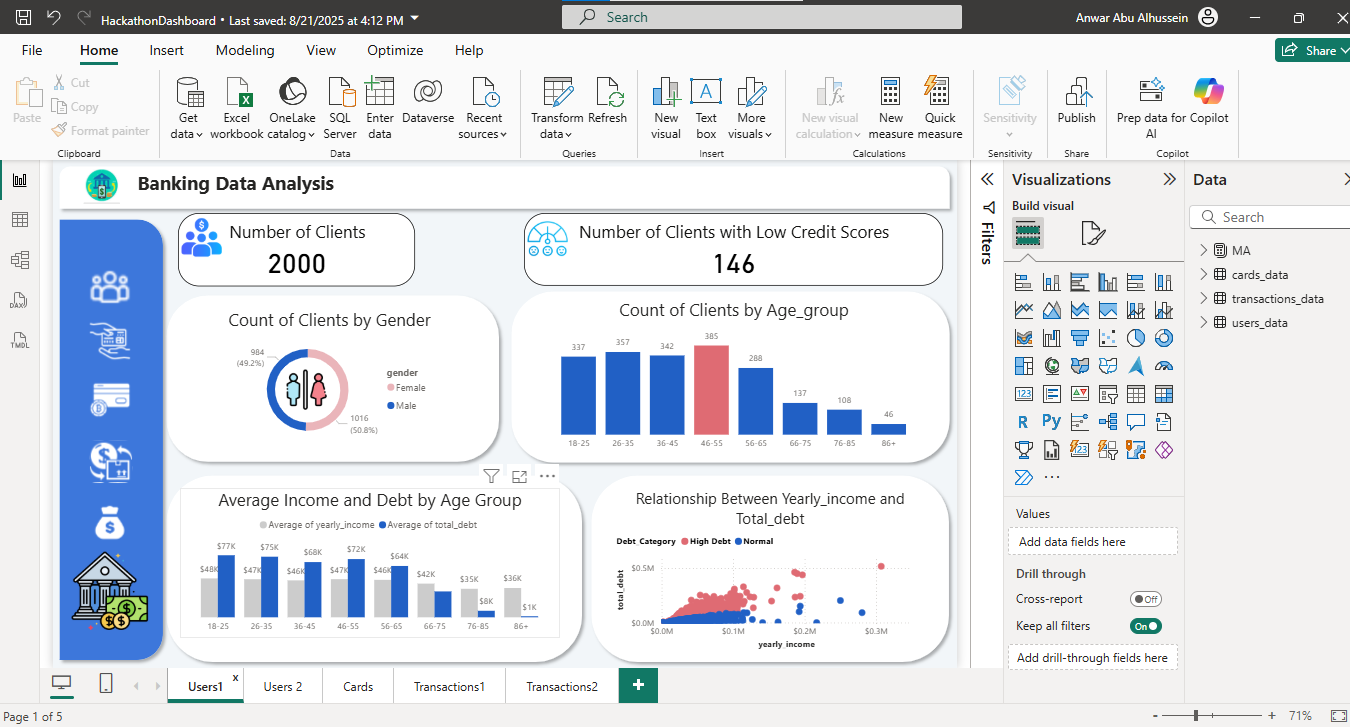 HackathonDashboard • Last saved: 8/21/2025 at 4:12 PM
Search
Anwar Abu Alhussein
File Home Insert Modeling View Optimize Help
Share
Paste
Cut
Copy
Format painter
Clipboard
Get data
Excel workbook
OneLake catalog
SQL Server
Enter data
Dataverse
Recent sources
Data
Transform data
Refresh
Queries
New visual
Text box
More visuals
Insert
New visual calculation
New measure
Quick measure
Calculations
Sensitivity
Sensitivity
Publish
Share
Prep data for AI
Copilot
Copilot
DAX
TMDL
Banking Data Analysis
Number of Clients
2000
Number of Clients with Low Credit Scores
146
Count of Clients by Gender
984
(49.2%)
1016
(50.8%)
gender
Female
Male
Count of Clients by Age_group
337 357 342 385 288 137 108 46
18-25 26-35 36-45 46-55 56-65 66-75 76-85 86+
Average Income and Debt by Age Group
Average of yearly_income Average of total_debt
$77K $75K $68K $72K $64K
$48K $47K $46K $47K $46K $42K $35K $36K
$8K $1K
18-25 26-35 36-45 46-55 56-65 66-75 76-85 86+
Relationship Between Yearly_income and
Total_debt
Debt_Category High Debt Normal
total_debt
$0.5M
$0.0M
$0.0M $0.1M $0.2M $0.3M
yearly_income
Filters
Visualizations
Build visual
123
R Py
123
Values
Add data fields here
Drill through
Cross-report Off
Keep all filters On
Add drill-through fields here
Data
Search
MA
cards_data
transactions_data
users_data
Users1 x
Users 2
Cards
Transactions1
Transactions2
+
Page 1 of 5
- + 71%